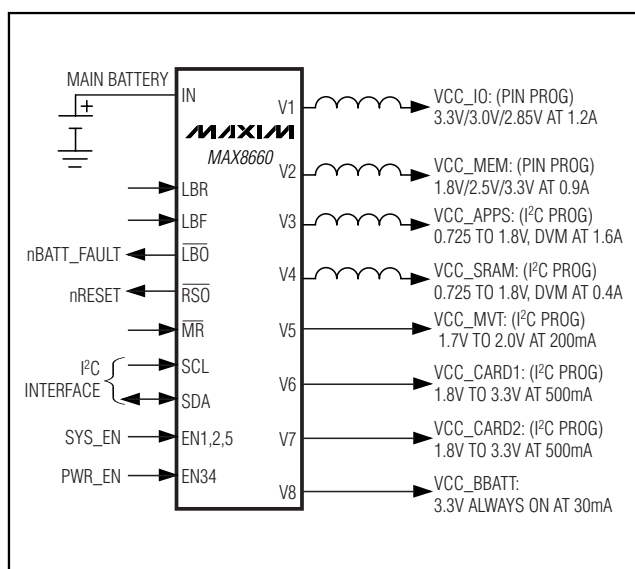 MAIN BATTERY
+
IN
MAXIM
MAX8660
LBR
LBF
nBATT_FAULT
LBO
nRESET
RSO
MR
I²C
INTERFACE
SCL
SDA
SYS_EN
EN1,2,5
PWR_EN
EN34
V1
VCC_IO: (PIN PROG)
3.3V/3.0V/2.85V AT 1.2A
V2
VCC_MEM: (PIN PROG)
1.8V/2.5V/3.3V AT 0.9A
V3
VCC_APPS: (I²C PROG)
0.725 TO 1.8V, DVM AT 1.6A
V4
VCC_SRAM: (I²C PROG)
0.725 TO 1.8V, DVM AT 0.4A
V5
VCC_MVT: (I²C PROG)
1.7V TO 2.0V AT 200mA
V6
VCC_CARD1: (I²C PROG)
1.8V TO 3.3V AT 500mA
V7
VCC_CARD2: (I²C PROG)
1.8V TO 3.3V AT 500mA
V8
VCC_BBATT:
3.3V ALWAYS ON AT 30mA